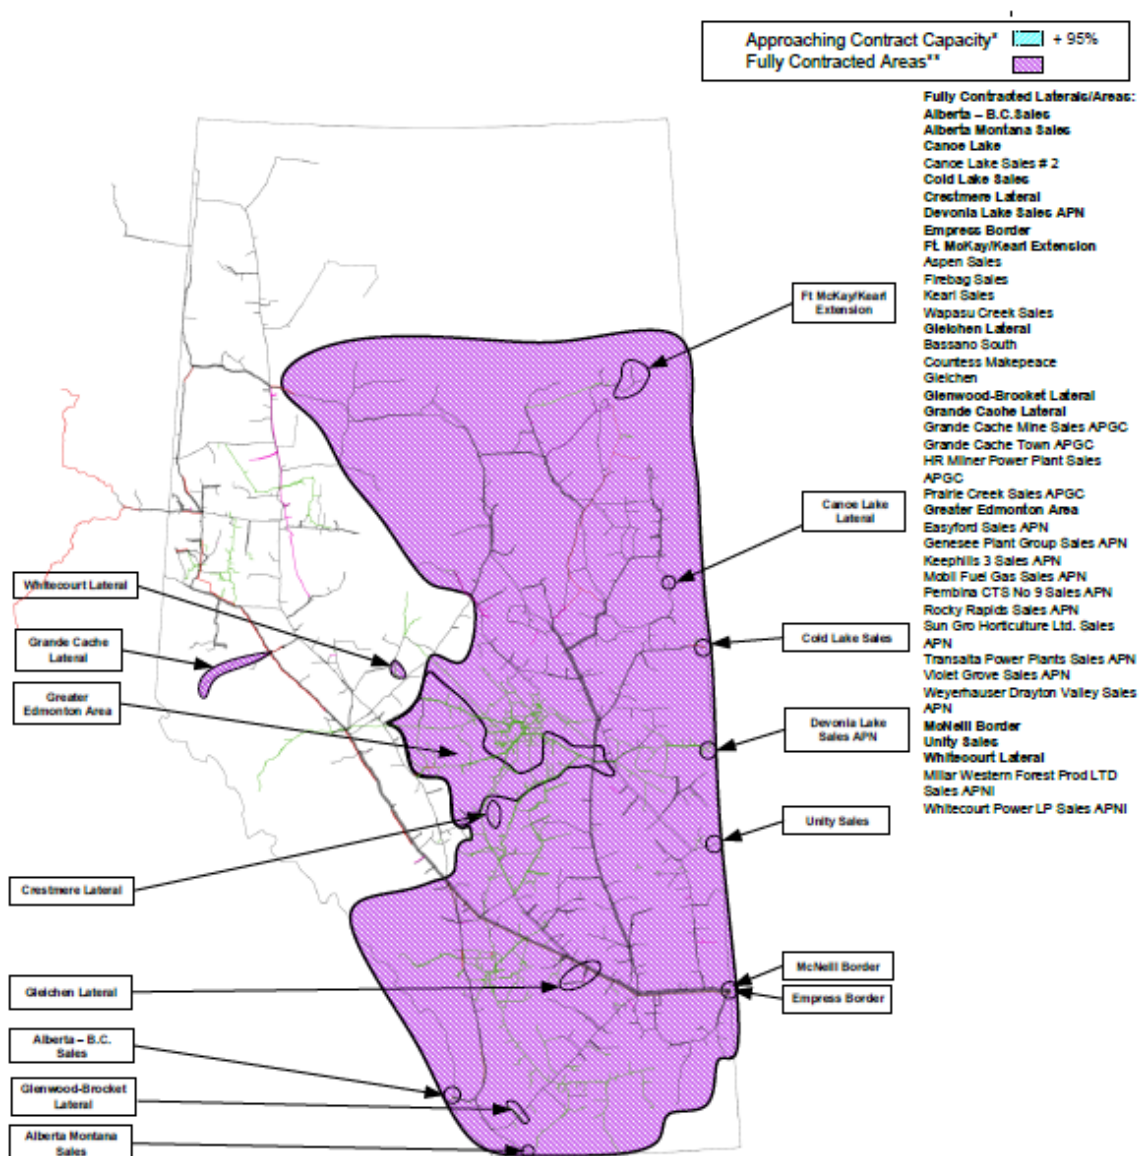 Approaching Contract Capacity* + 95%
Fully Contracted Areas**
Fully Contracted Laterals/Areas:
Alberta – B.C.Sales
Alberta Montana Sales
Canoe Lake
Canoe Lake Sales # 2
Cold Lake Sales
Crestmere Lateral
Devonia Lake Sales APN
Empress Border
Ft. McKay/Kearl Extension
Aspen Sales
Firebag Sales
Kearl Sales
Wapasu Creek Sales
Gleichen Lateral
Bassano South
Countess Makepeace
Gleichen
Glenwood-Brocket Lateral
Grande Cache Lateral
Grande Cache Mine Sales APGC
Grande Cache Town APGC
HR Milner Power Plant Sales
APGC
Prairie Creek Sales APGC
Greater Edmonton Area
Easyford Sales APN
Genesee Plant Group Sales APN
Keephills 3 Sales APN
Mobil Fuel Gas Sales APN
Pembina CTS No 9 Sales APN
Rocky Rapids Sales APN
Sun Gro Horticulture Ltd. Sales
APN
Transalta Power Plants Sales APN
Violet Grove Sales APN
Weyerhauser Drayton Valley Sales
APN
McNeill Border
Unity Sales
Whitecourt Lateral
Millar Western Forest Prod LTD
Sales APNI
Whitecourt Power LP Sales APNI
Ft McKay/Kearl
Extension
Canoe Lake
Lateral
Cold Lake Sales
Devonia Lake
Sales APN
Unity Sales
McNeill Border
Empress Border
Whitecourt Lateral
Grande Cache
Lateral
Greater
Edmonton Area
Crestmere Lateral
Gleichen Lateral
Alberta – B.C.
Sales
Glenwood-Brocket
Lateral
Alberta Montana
Sales